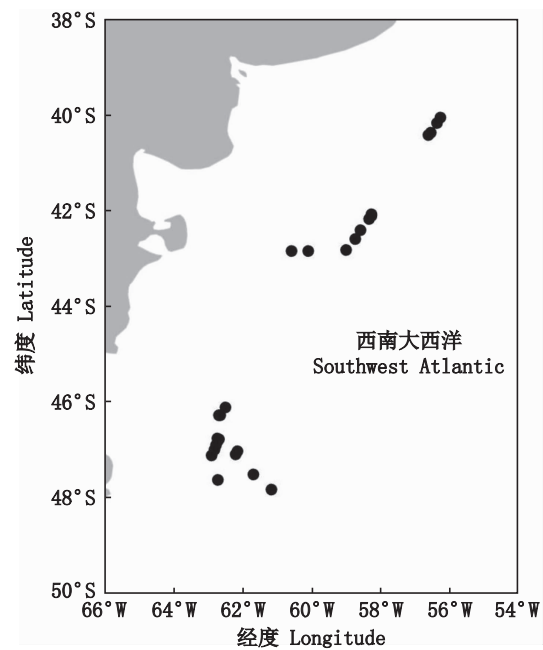 38°S
40°S
42°S
44°S
46°S
48°S
50°S
纬度 Latitude
西南大西洋
Southwest Atlantic
66°W 64°W 62°W 60°W 58°W 56°W 54°W
经度 Longitude